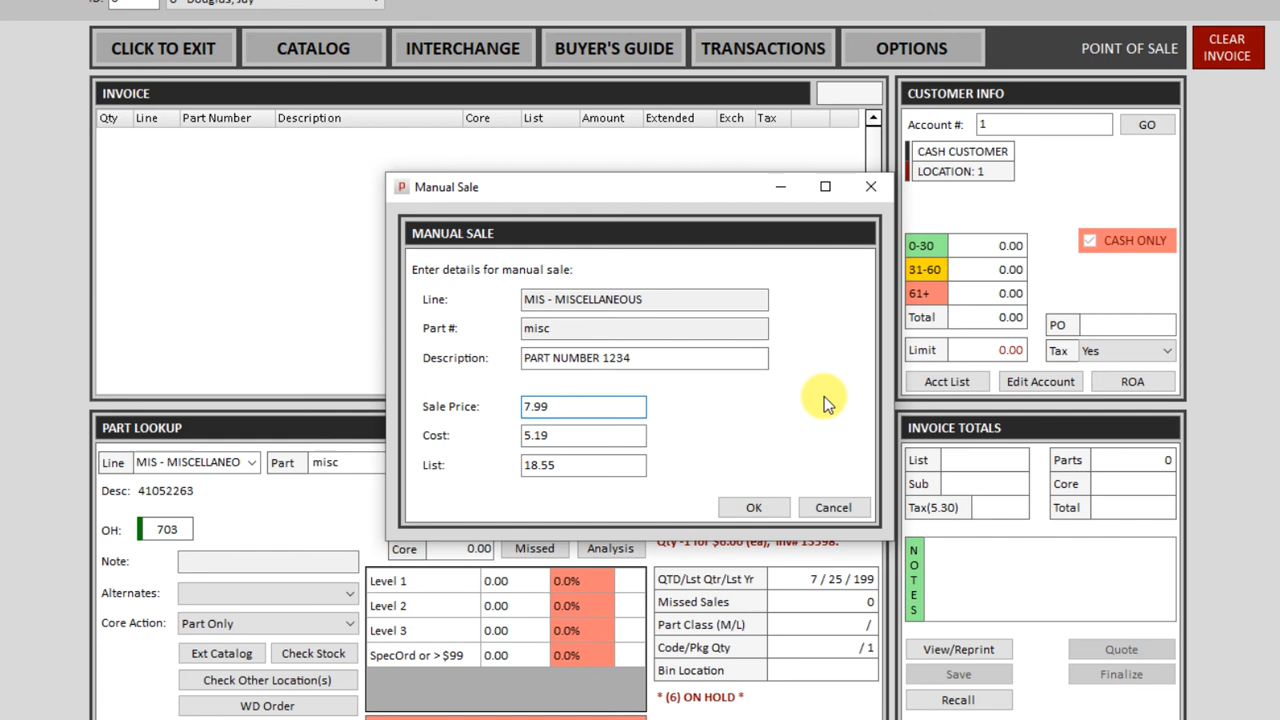 CLICK TO EXIT CATALOG INTERCHANGE BUYER'S GUIDE TRANSACTIONS OPTIONS POINT OF SALE CLEAR INVOICE
INVOICE
Qty Line Part Number Description Core List Amount Extended Exch Tax
CUSTOMER INFO
Account #: 1 GO
CASH CUSTOMER
LOCATION: 1
0-30 0.00 CASH ONLY
31-60 0.00
61+ 0.00
Total 0.00 PO
Limit 0.00 Tax Yes
Acct List Edit Account ROA
Manual Sale
MANUAL SALE
Enter details for manual sale:
Line: MIS - MISCELLANEOUS
Part #: misc
Description: PART NUMBER 1234
Sale Price: 7.99
Cost: 5.19
List: 18.55
OK Cancel
PART LOOKUP
Line MIS - MISCELLANEO Part misc
Desc: 41052263
OH: 703
Note:
Alternates:
Core Action: Part Only
Ext Catalog Check Stock
Check Other Location(s)
WD Order
Core 0.00 Missed Analysis
Level 1 0.00 0.0%
Level 2 0.00 0.0%
Level 3 0.00 0.0%
SpecOrd or > $99 0.00 0.0%
QTD/Lst Qtr/Lst Yr 7 / 25 / 199
Missed Sales 0
Part Class (M/L) /
Code/Pkg Qty / 1
Bin Location
* (6) ON HOLD *
INVOICE TOTALS
List Parts 0
Sub Core
Tax(5.30) Total
NOTES
View/Reprint Quote
Save Finalize
Recall